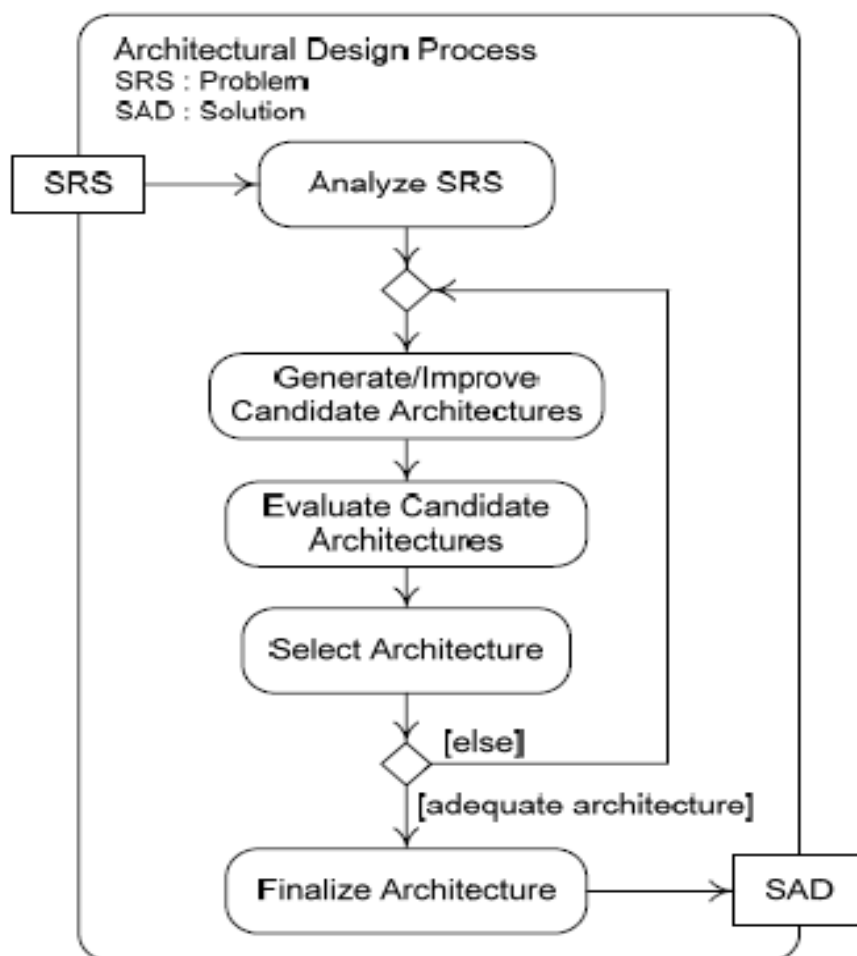 Architectural Design Process
SRS : Problem
SAD : Solution
SRS
Analyze SRS
Generate/Improve
Candidate Architectures
Evaluate Candidate
Architectures
Select Architecture
[else]
[adequate architecture]
Finalize Architecture
SAD